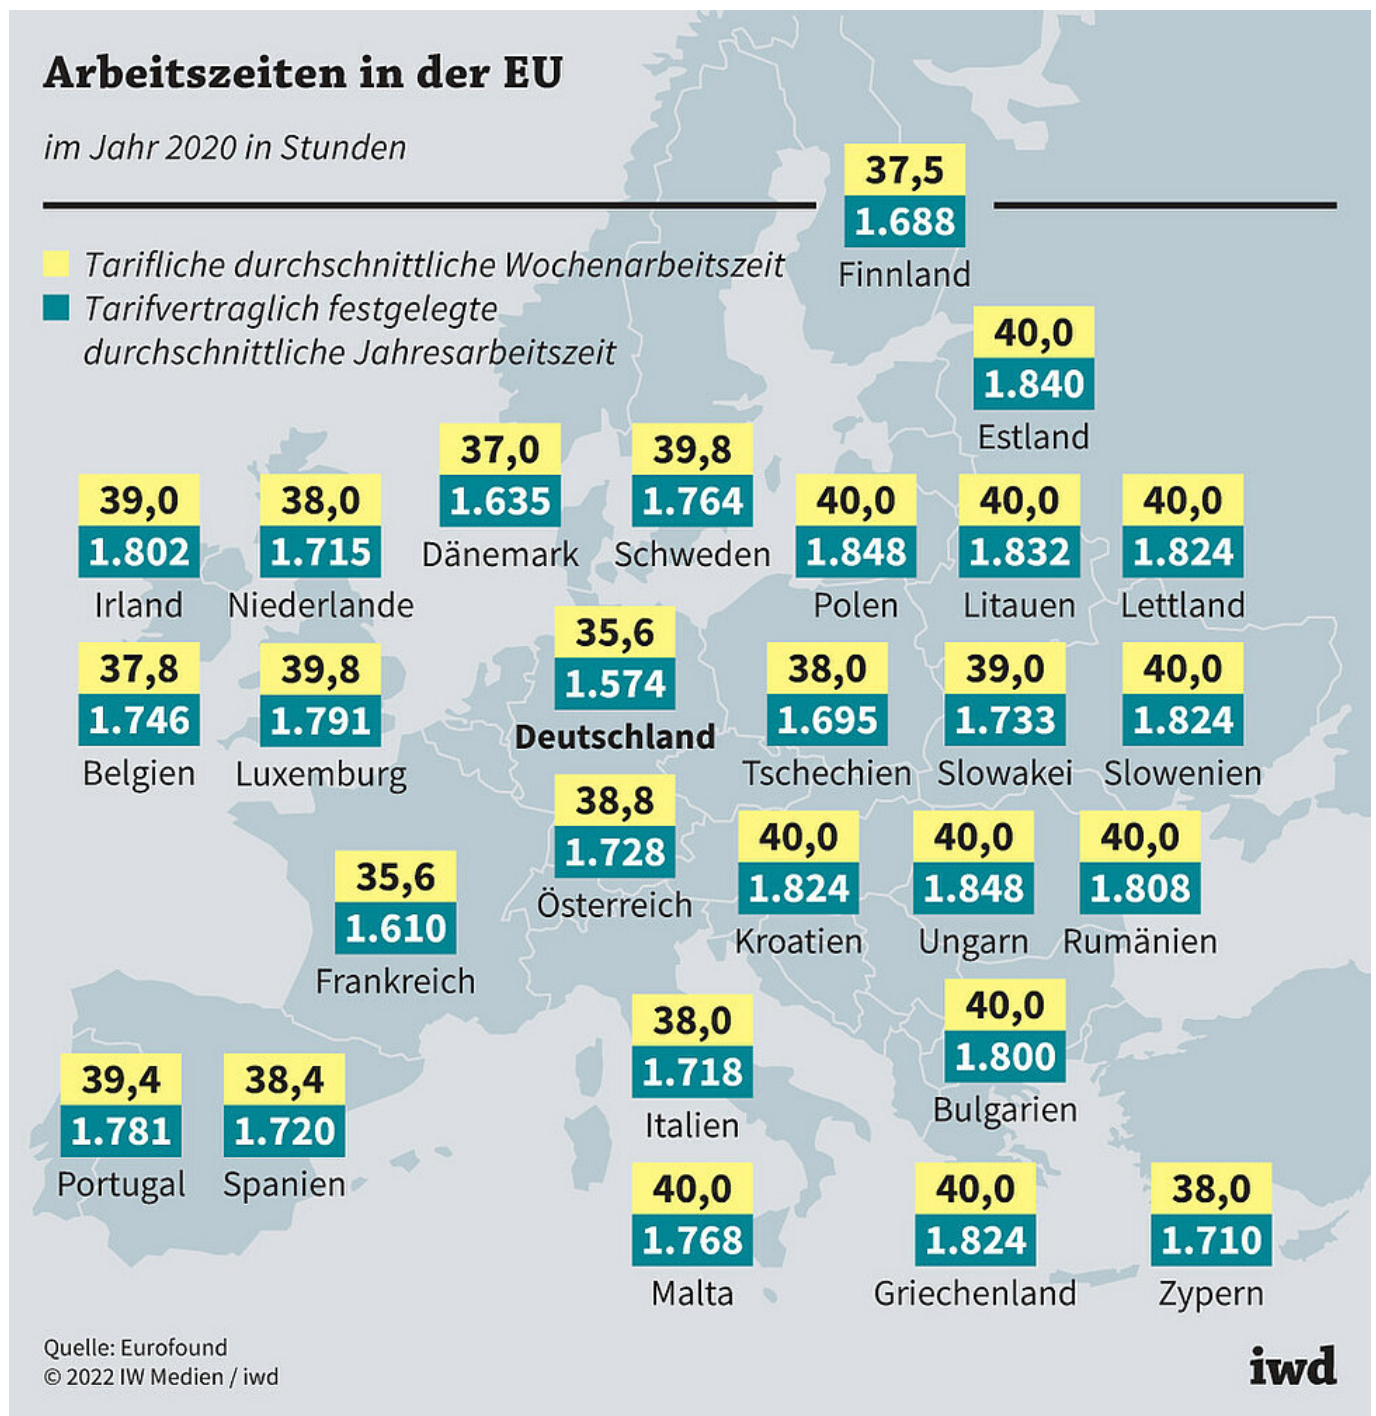 Arbeitszeiten in der EU
im Jahr 2020 in Stunden
Tarifliche durchschnittliche Wochenarbeitszeit
Tarifvertraglich festgelegte
durchschnittliche Jahresarbeitszeit
37,5
1.688
Finnland
40,0
1.840
Estland
37,0
1.635
Dänemark
39,8
1.764
Schweden
39,0
1.802
Irland
38,0
1.715
Niederlande
40,0
1.848
Polen
40,0
1.832
Litauen
40,0
1.824
Lettland
35,6
1.574
Deutschland
37,8
1.746
Belgien
39,8
1.791
Luxemburg
38,0
1.695
Tschechien
39,0
1.733
Slowakei
40,0
1.824
Slowenien
38,8
1.728
Österreich
40,0
1.824
Kroatien
40,0
1.848
Ungarn
40,0
1.808
Rumänien
35,6
1.610
Frankreich
38,0
1.718
Italien
40,0
1.800
Bulgarien
39,4
1.781
Portugal
38,4
1.720
Spanien
40,0
1.768
Malta
40,0
1.824
Griechenland
38,0
1.710
Zypern
Quelle: Eurofound
© 2022 IW Medien / iwd
iwd